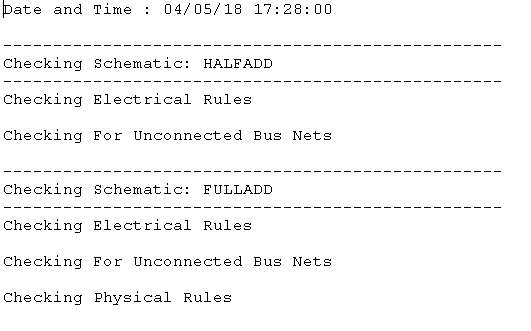 Date and Time : 04/05/18 17:28:00
--------------------------------------------------
Checking Schematic: HALFADD
--------------------------------------------------
Checking Electrical Rules
Checking For Unconnected Bus Nets
--------------------------------------------------
Checking Schematic: FULLADD
--------------------------------------------------
Checking Electrical Rules
Checking For Unconnected Bus Nets
Checking Physical Rules